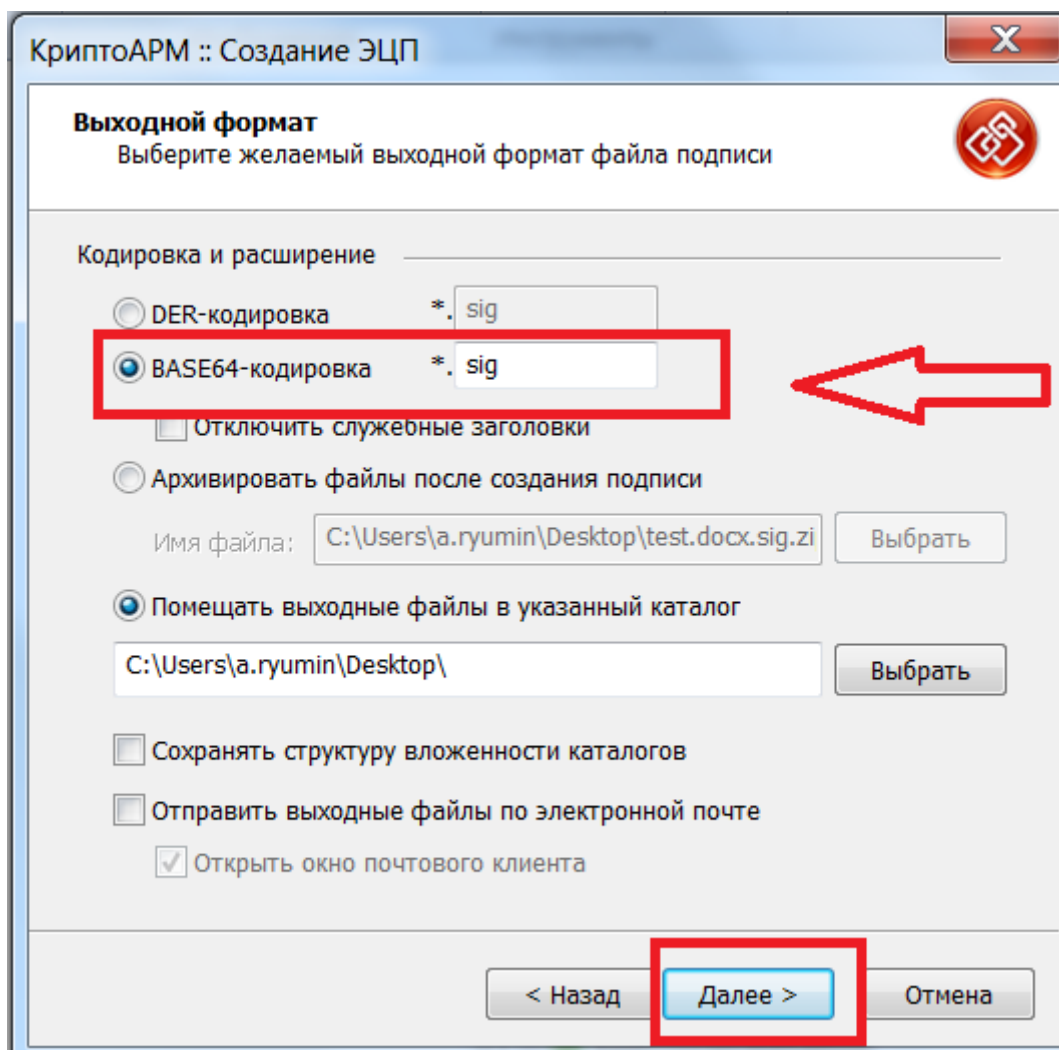 КриптоАРМ :: Создание ЭЦП
Выходной формат
Выберите желаемый выходной формат файла подписи
Кодировка и расширение
DER-кодировка *. sig
BASE64-кодировка *. sig
Отключить служебные заголовки
Архивировать файлы после создания подписи
Имя файла: C:\Users\a.ryumin\Desktop\test.docx.sig.zi Выбрать
Помещать выходные файлы в указанный каталог
C:\Users\a.ryumin\Desktop\ Выбрать
Сохранять структуру вложенности каталогов
Отправить выходные файлы по электронной почте
Открыть окно почтового клиента
< Назад Далее > Отмена